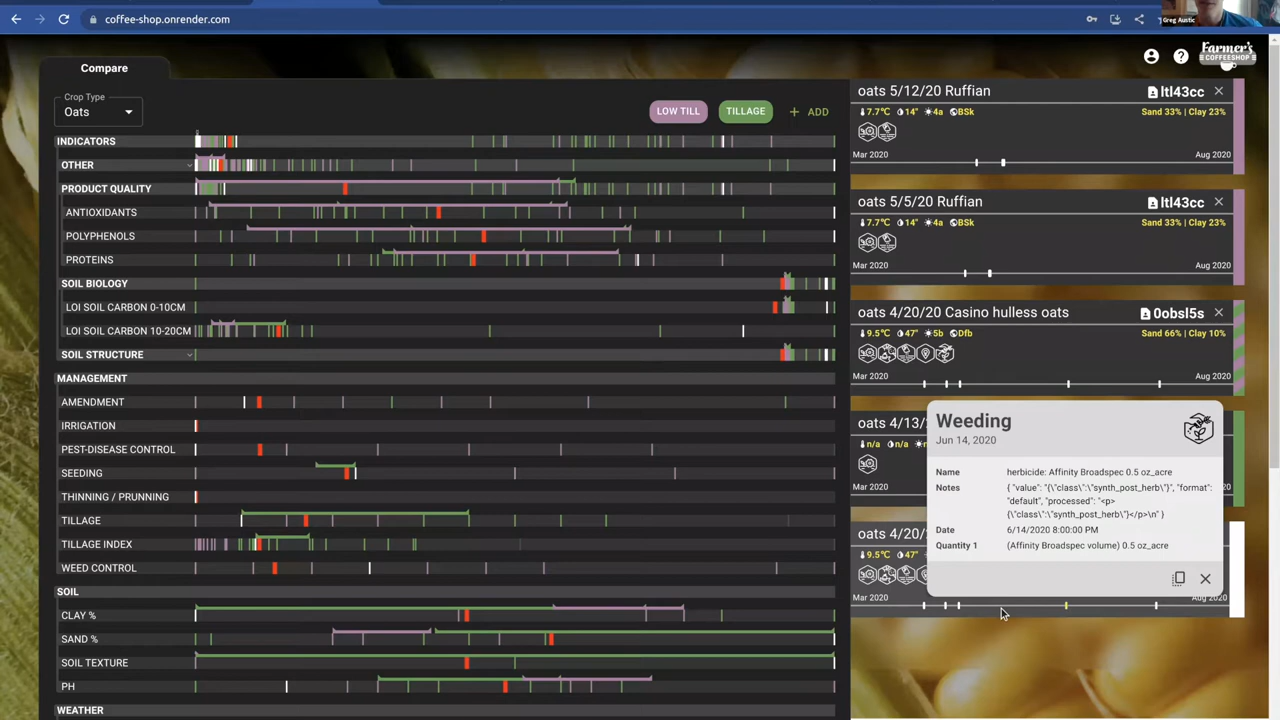 coffee-shop.onrender.com
Greg Austic
Compare
Farmer's
COFFEESHOP
Crop Type
Oats
LOW TILL
TILLAGE
+ ADD
INDICATORS
OTHER
PRODUCT QUALITY
ANTIOXIDANTS
POLYPHENOLS
PROTEINS
SOIL BIOLOGY
LOI SOIL CARBON 0-10CM
LOI SOIL CARBON 10-20CM
SOIL STRUCTURE
MANAGEMENT
AMENDMENT
IRRIGATION
PEST-DISEASE CONTROL
SEEDING
THINNING / PRUNNING
TILLAGE
TILLAGE INDEX
WEED CONTROL
SOIL
CLAY %
SAND %
SOIL TEXTURE
PH
WEATHER
oats 5/12/20 Ruffian ltl43cc
7.7°C 14" 4a BSk Sand 33% | Clay 23%
Mar 2020 Aug 2020
oats 5/5/20 Ruffian ltl43cc
7.7°C 14" 4a BSk Sand 33% | Clay 23%
Mar 2020 Aug 2020
oats 4/20/20 Casino hulless oats 0obsl5s
9.5°C 47" 5b Dfb Sand 66% | Clay 10%
Mar 2020 Aug 2020
oats 4/13/
n/a n/a
Mar 2020
oats 4/20/
9.5°C 47"
Mar 2020 Aug 2020
Weeding
Jun 14, 2020
Name herbicide: Affinity Broadspec 0.5 oz_acre
Notes { "value": "{\"class\":\"synth_post_herb\"}", "format":
"default", "processed": "<p>
{\"class\":\"synth_post_herb\"}</p>\n" }
Date 6/14/2020 8:00:00 PM
Quantity 1 (Affinity Broadspec volume) 0.5 oz_acre